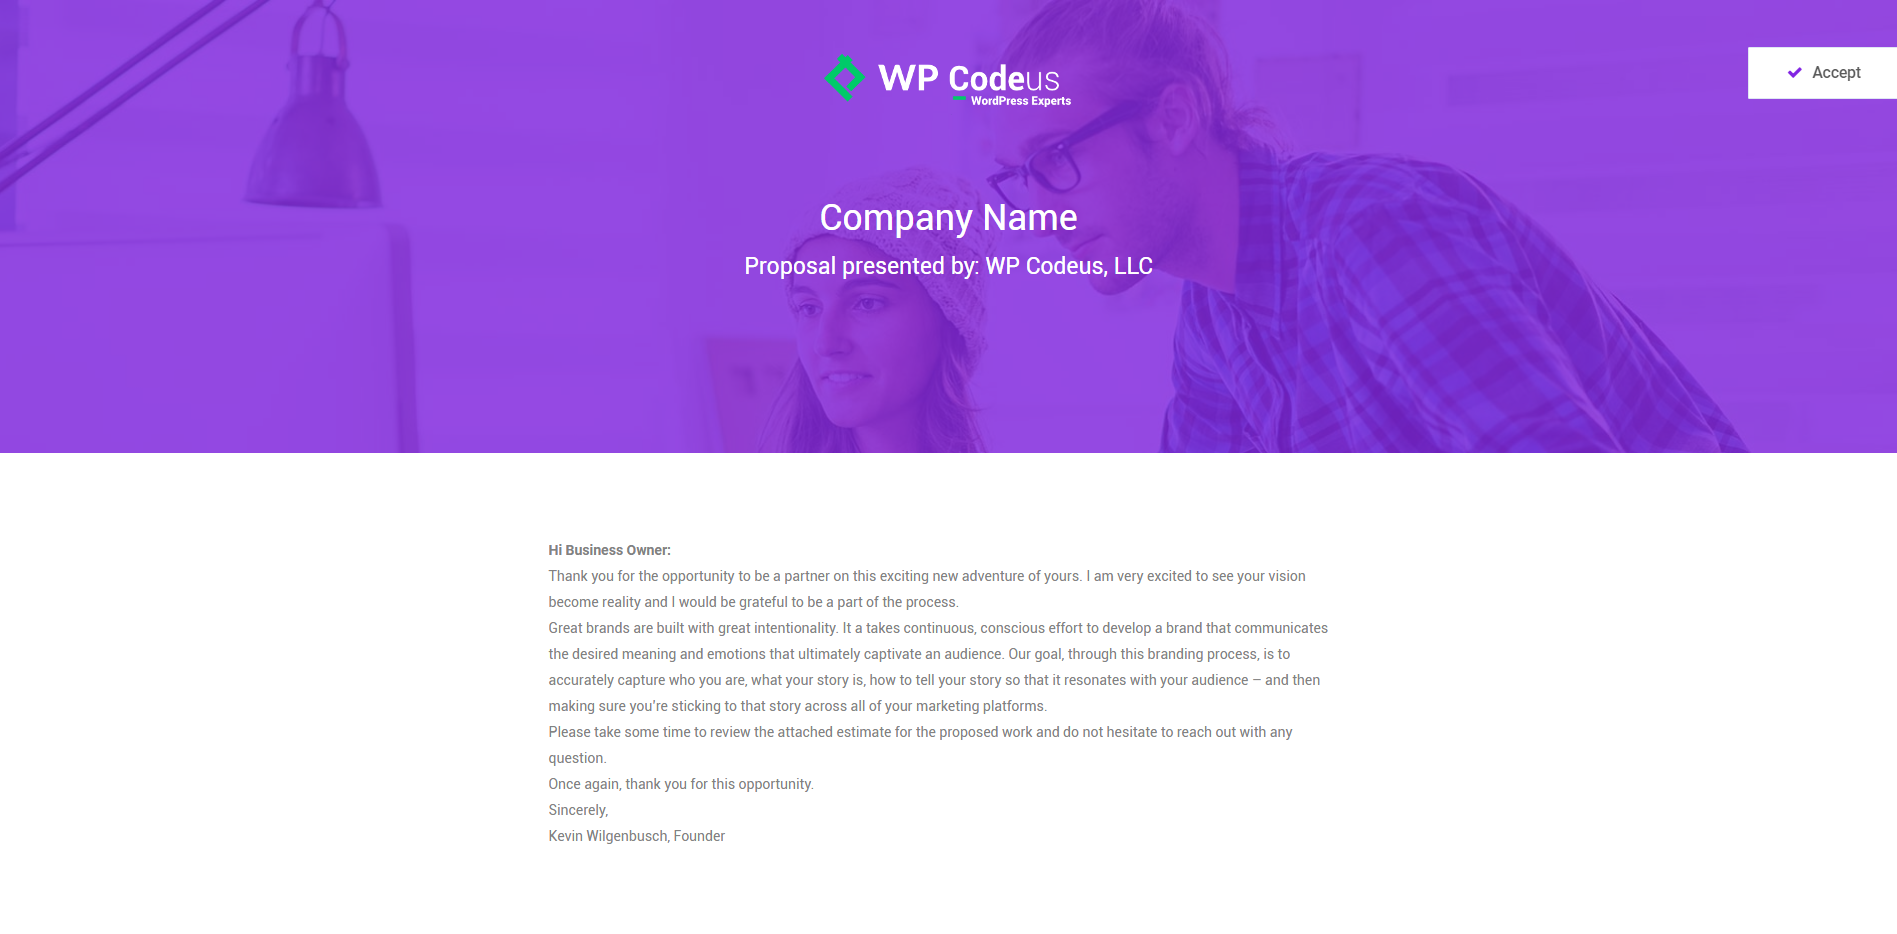 WP Codeus
WordPress Experts
✔ Accept
Company Name
Proposal presented by: WP Codeus, LLC
Hi Business Owner:
Thank you for the opportunity to be a partner on this exciting new adventure of yours. I am very excited to see your vision
become reality and I would be grateful to be a part of the process.
Great brands are built with great intentionality. It a takes continuous, conscious effort to develop a brand that communicates
the desired meaning and emotions that ultimately captivate an audience. Our goal, through this branding process, is to
accurately capture who you are, what your story is, how to tell your story so that it resonates with your audience – and then
making sure you're sticking to that story across all of your marketing platforms.
Please take some time to review the attached estimate for the proposed work and do not hesitate to reach out with any
question.
Once again, thank you for this opportunity.
Sincerely,
Kevin Wilgenbusch, Founder